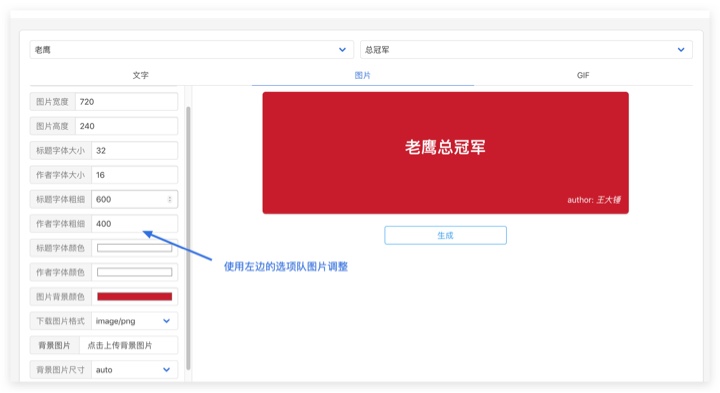 老鹰
总冠军
文字
图片
GIF
图片宽度 720
图片高度 240
标题字体大小 32
作者字体大小 16
标题字体粗细 600
作者字体粗细 400
标题字体颜色
作者字体颜色
图片背景颜色
下载图片格式 image/png
背景图片 点击上传背景图片
背景图片尺寸 auto
老鹰总冠军
author: 王大锤
生成
使用左边的选项队图片调整